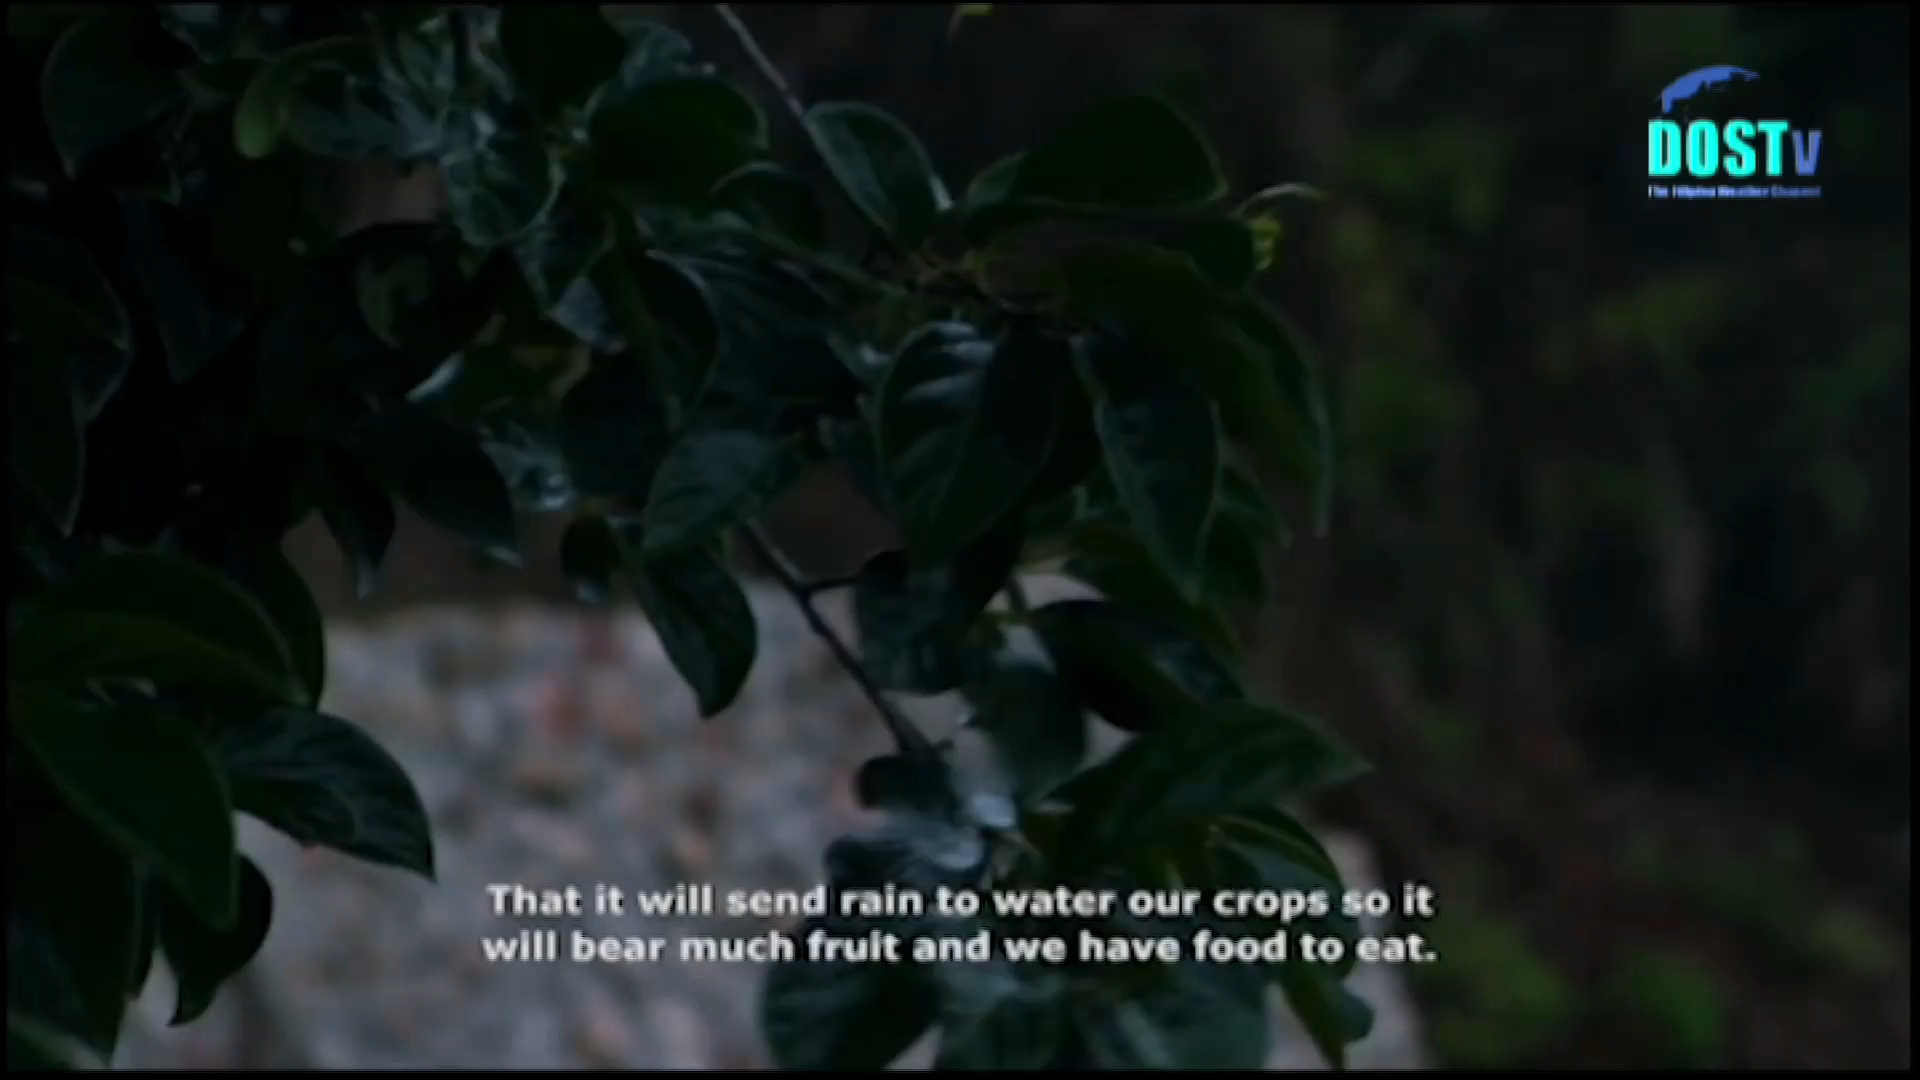 DOSTv
That it will send rain to water our crops so it
will bear much fruit and we have food to eat.